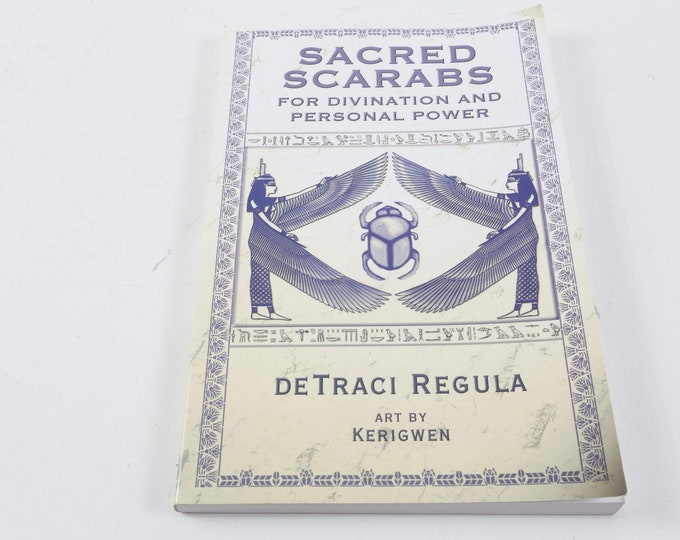 SACRED
SCARABS
FOR DIVINATION AND
PERSONAL POWER
DETRACI REGULA
ART BY
KERIGWEN